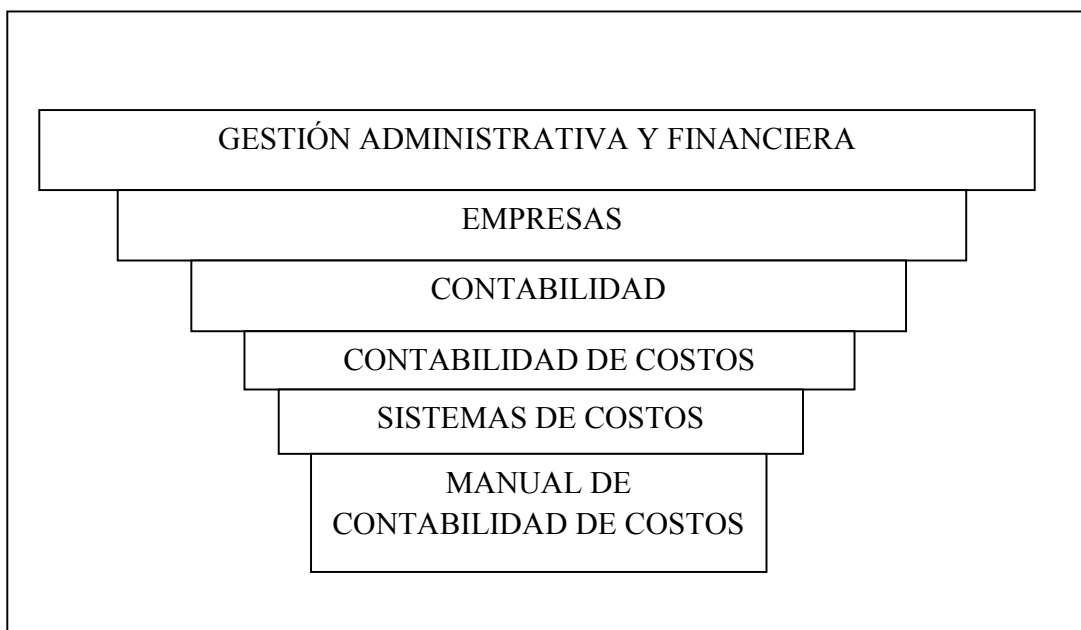 GESTIÓN ADMINISTRATIVA Y FINANCIERA
EMPRESAS
CONTABILIDAD
CONTABILIDAD DE COSTOS
SISTEMAS DE COSTOS
MANUAL DE
CONTABILIDAD DE COSTOS